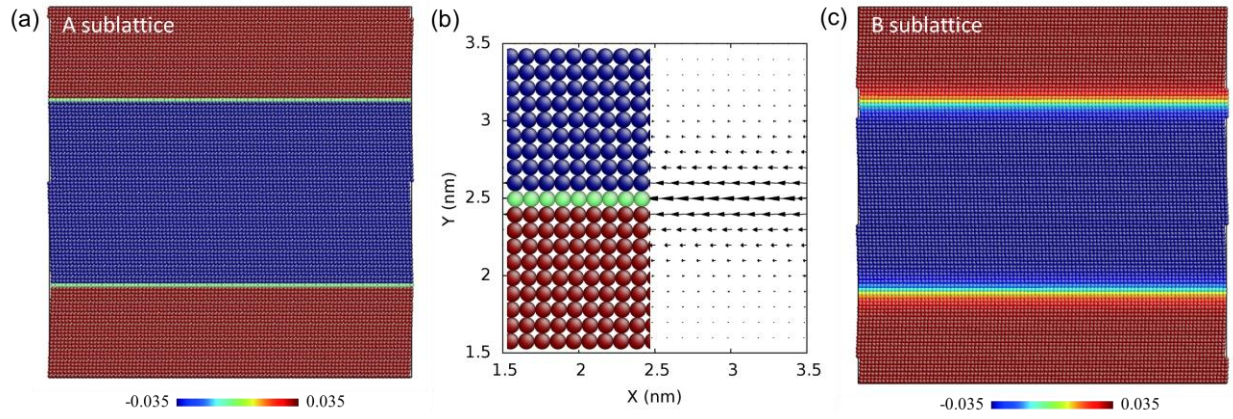 (a)
A sublattice
-0.035 0.035
(b)
3.5
3
2.5
2
1.5
Y (nm)
1.5 2 2.5 3 3.5
X (nm)
(c)
B sublattice
-0.035 0.035